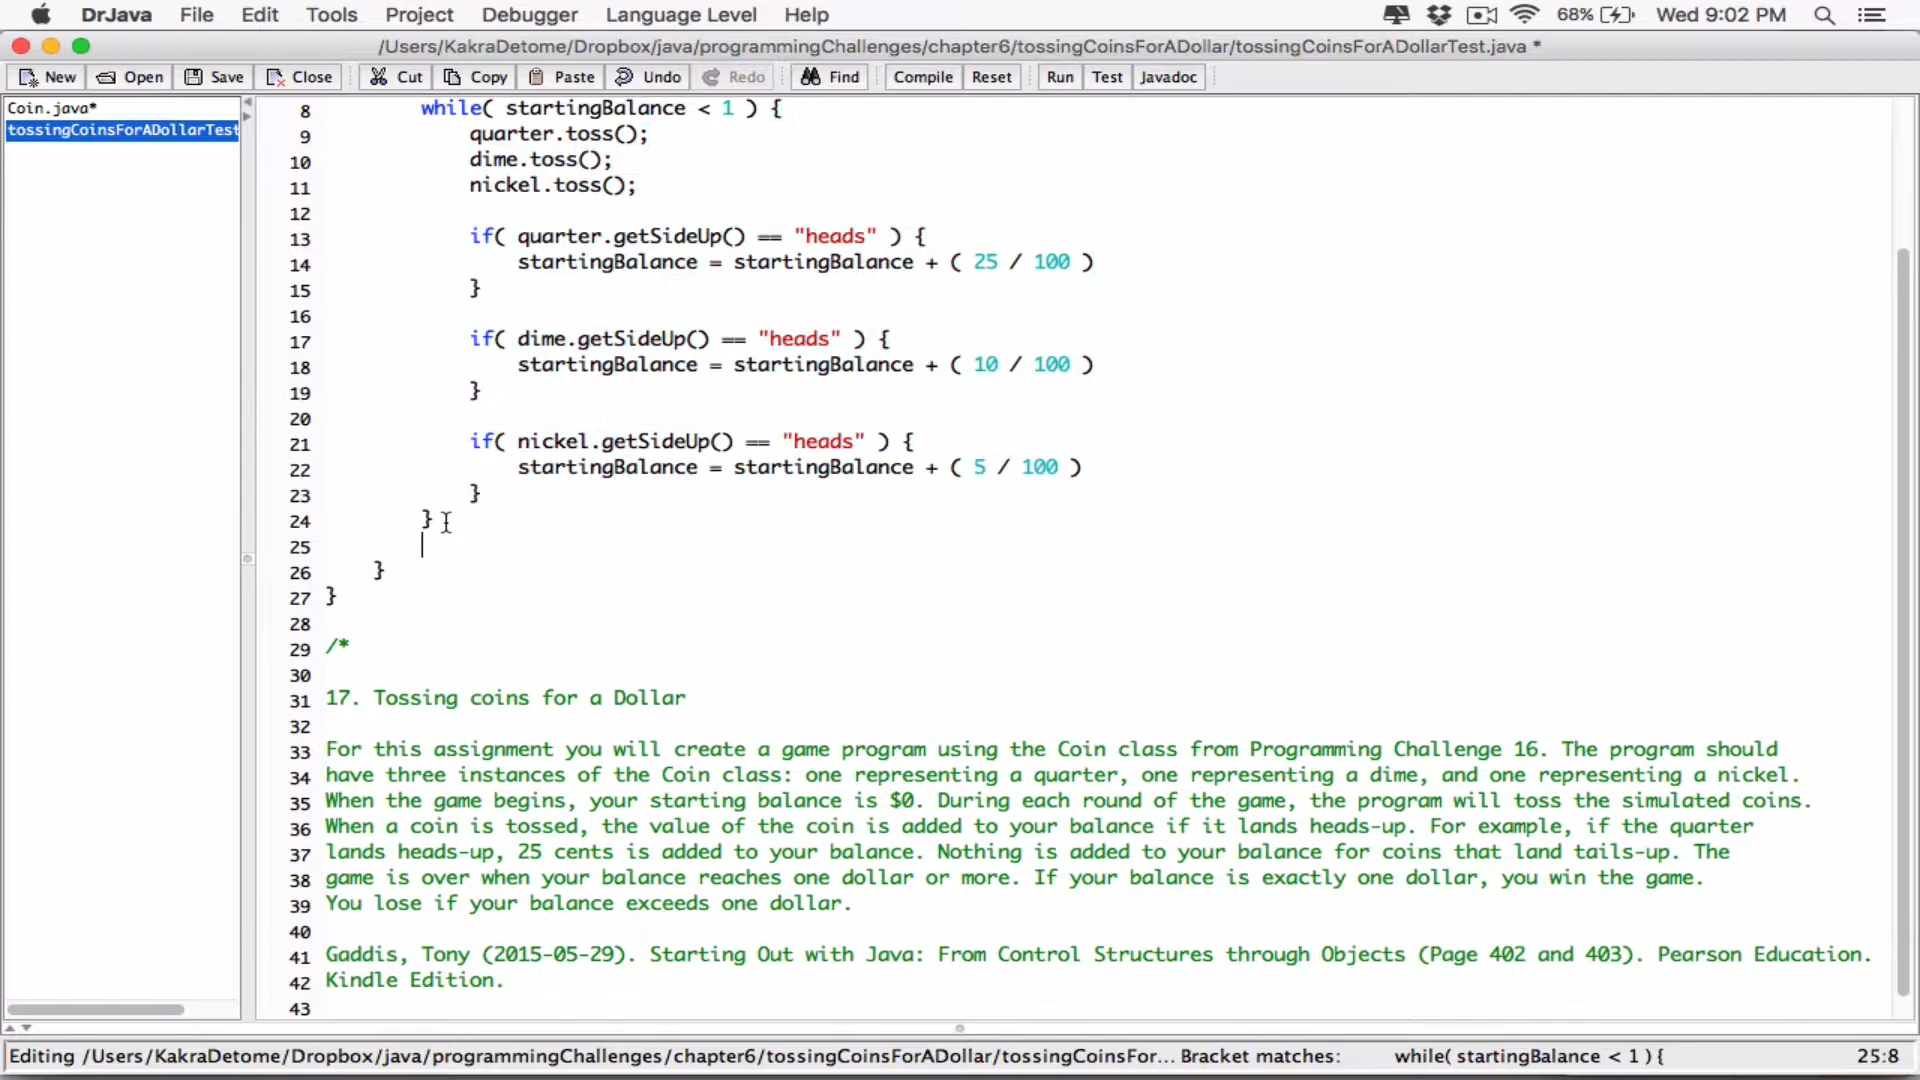 DrJava File Edit Tools Project Debugger Language Level Help 68% Wed 9:02 PM
/Users/KakraDetome/Dropbox/java/programmingChallenges/chapter6/tossingCoinsForADollar/tossingCoinsForADollarTest.java *
New Open Save Close Cut Copy Paste Undo Redo Find Compile Reset Run Test Javadoc
Coin.java*
tossingCoinsForADollarTest
8 while( startingBalance < 1 ) {
9 quarter.toss();
10 dime.toss();
11 nickel.toss();
12
13 if( quarter.getSideUp() == "heads" ) {
14 startingBalance = startingBalance + ( 25 / 100 )
15 }
16
17 if( dime.getSideUp() == "heads" ) {
18 startingBalance = startingBalance + ( 10 / 100 )
19 }
20
21 if( nickel.getSideUp() == "heads" ) {
22 startingBalance = startingBalance + ( 5 / 100 )
23 }
24 }
25
26 }
27 }
28
29 /*
30
31 17. Tossing coins for a Dollar
32
33 For this assignment you will create a game program using the Coin class from Programming Challenge 16. The program should
34 have three instances of the Coin class: one representing a quarter, one representing a dime, and one representing a nickel.
35 When the game begins, your starting balance is $0. During each round of the game, the program will toss the simulated coins.
36 When a coin is tossed, the value of the coin is added to your balance if it lands heads-up. For example, if the quarter
37 lands heads-up, 25 cents is added to your balance. Nothing is added to your balance for coins that land tails-up. The
38 game is over when your balance reaches one dollar or more. If your balance is exactly one dollar, you win the game.
39 You lose if your balance exceeds one dollar.
40
41 Gaddis, Tony (2015-05-29). Starting Out with Java: From Control Structures through Objects (Page 402 and 403). Pearson Education.
42 Kindle Edition.
43
Editing /Users/KakraDetome/Dropbox/java/programmingChallenges/chapter6/tossingCoinsForADollar/tossingCoinsFor... Bracket matches: while( startingBalance < 1 ) { 25:8